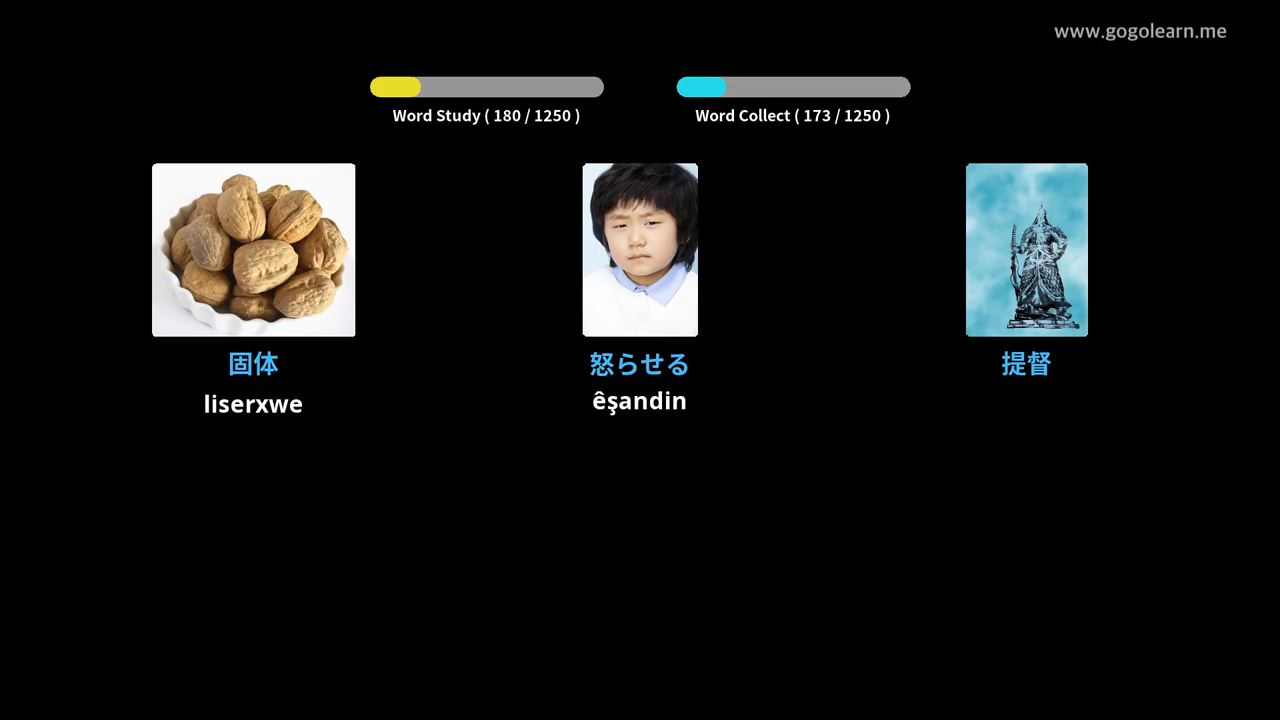 www.gogolearn.me
Word Study ( 180 / 1250 )
Word Collect ( 173 / 1250 )
固体
怒らせる
提督
liserxwe
êşandin